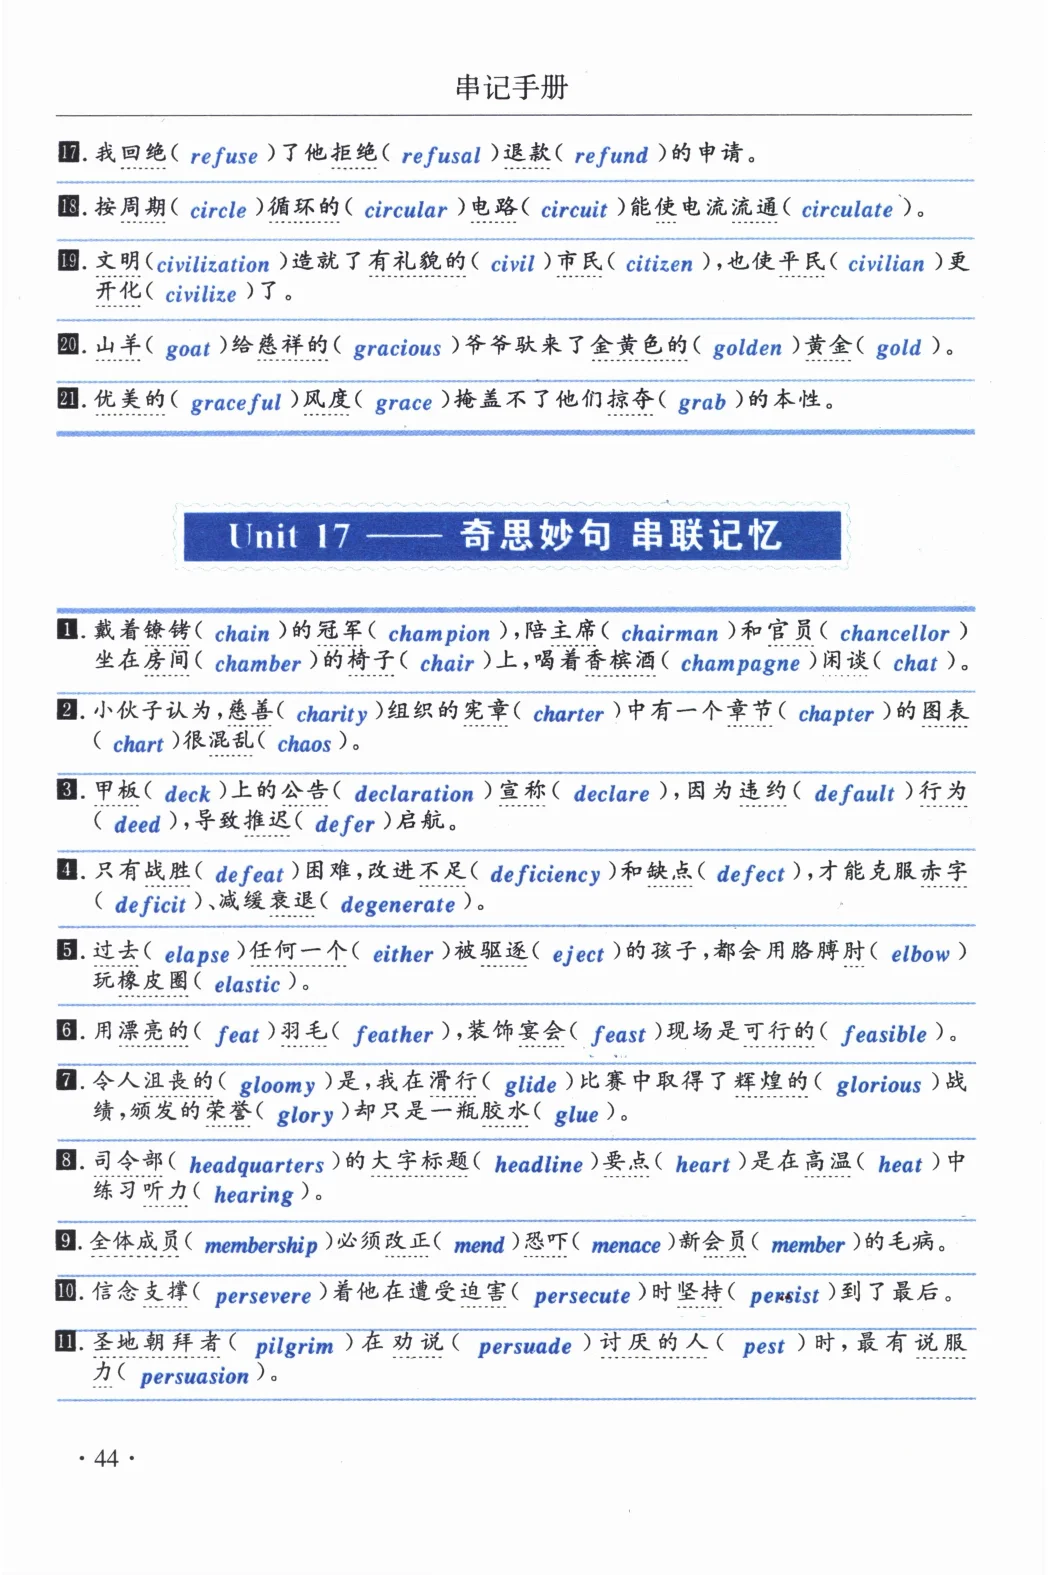 串记手册
17. 我回绝( refuse )了他拒绝( refusal )退款( refund )的申请。
18. 按周期( circle )循环的( circular )电路( circuit )能使电流流通( circulate )。
19. 文明(civilization )造就了有礼貌的( civil )市民( citizen ),也使平民( civilian )更
开化( civilize )了。
20. 山羊( goat )给慈祥的( gracious )爷爷驮来了金黄色的( golden )黄金( gold )。
21. 优美的( graceful )风度( grace )掩盖不了他们掠夺( grab )的本性。
Unit 17 —— 奇思妙句 串联记忆
1. 戴着镣铐( chain )的冠军( champion ),陪主席( chairman )和官员( chancellor )
坐在房间( chamber )的椅子( chair )上,喝着香槟酒( champagne )闲谈( chat )。
2. 小伙子认为,慈善( charity )组织的宪章( charter )中有一个章节( chapter )的图表
( chart )很混乱( chaos )。
3. 甲板( deck )上的公告( declaration )宣称( declare ),因为违约( default )行为
( deed ),导致推迟( defer )启航。
4. 只有战胜( defeat )困难,改进不足( deficiency )和缺点( defect ),才能克服赤字
( deficit )、减缓衰退( degenerate )。
5. 过去( elapse )任何一个( either )被驱逐( eject )的孩子,都会用胳膊肘( elbow )
玩橡皮圈( elastic )。
6. 用漂亮的( feat )羽毛( feather ),装饰宴会( feast )现场是可行的( feasible )。
7. 令人沮丧的( gloomy )是,我在滑行( glide )比赛中取得了辉煌的( glorious )战
绩,颁发的荣誉( glory )却只是一瓶胶水( glue )。
8. 司令部( headquarters )的大字标题( headline )要点( heart )是在高温( heat )中
练习听力( hearing )。
9. 全体成员( membership )必须改正( mend )恐吓( menace )新会员( member )的毛病。
10. 信念支撑( persevere )着他在遭受迫害( persecute )时坚持( persist )到了最后。
11. 圣地朝拜者( pilgrim )在劝说( persuade )讨厌的人( pest )时,最有说服
力( persuasion )。
· 44 ·